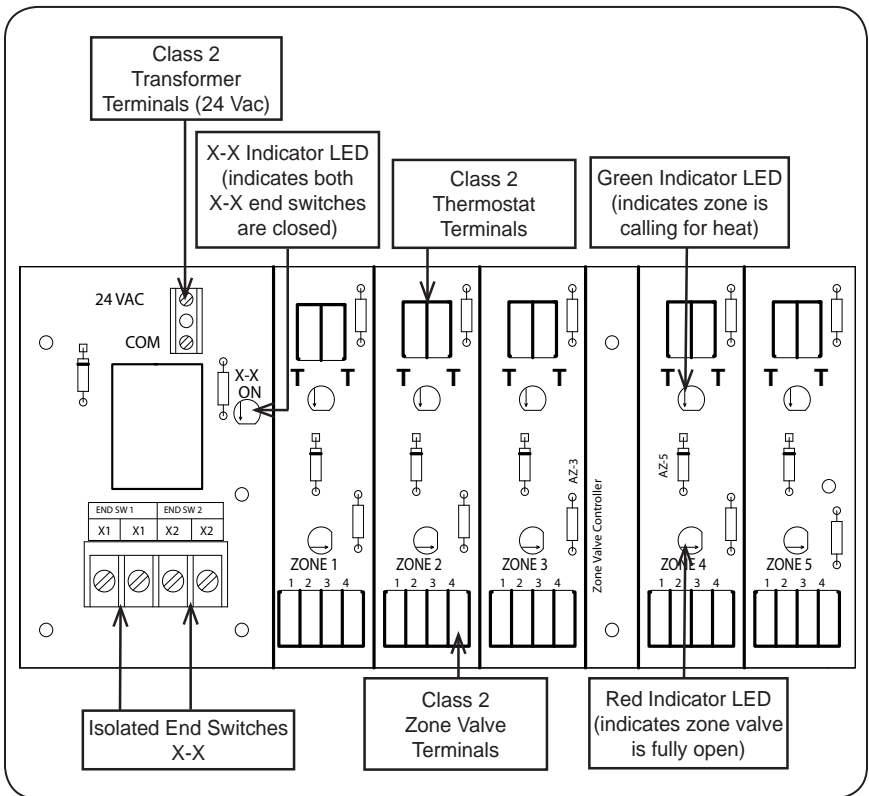 Class 2
Transformer
Terminals (24 Vac)
X-X Indicator LED
(indicates both
X-X end switches
are closed)
Class 2
Thermostat
Terminals
Green Indicator LED
(indicates zone is
calling for heat)
24 VAC
COM
X-X
ON
T T T T T T T T T T
AZ-3
AZ-5
Zone Valve Controller
END SW 1 END SW 2
X1 X1 X2 X2
ZONE 1 ZONE 2 ZONE 3 ZONE 4 ZONE 5
1 2 3 4 1 2 3 4 1 2 3 4 1 2 3 4 1 2 3 4
Isolated End Switches
X-X
Class 2
Zone Valve
Terminals
Red Indicator LED
(indicates zone valve
is fully open)